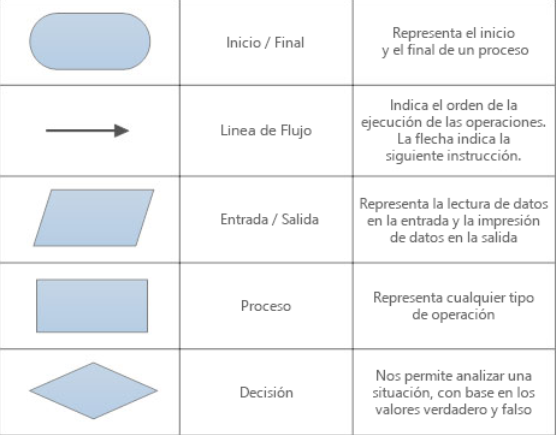 Inicio / Final
Representa el inicio
y el final de un proceso
Linea de Flujo
Indica el orden de la
ejecución de las operaciones.
La flecha indica la
siguiente instrucción.
Entrada / Salida
Representa la lectura de datos
en la entrada y la impresión
de datos en la salida
Proceso
Representa cualquier tipo
de operación
Decisión
Nos permite analizar una
situación, con base en los
valores verdadero y falso